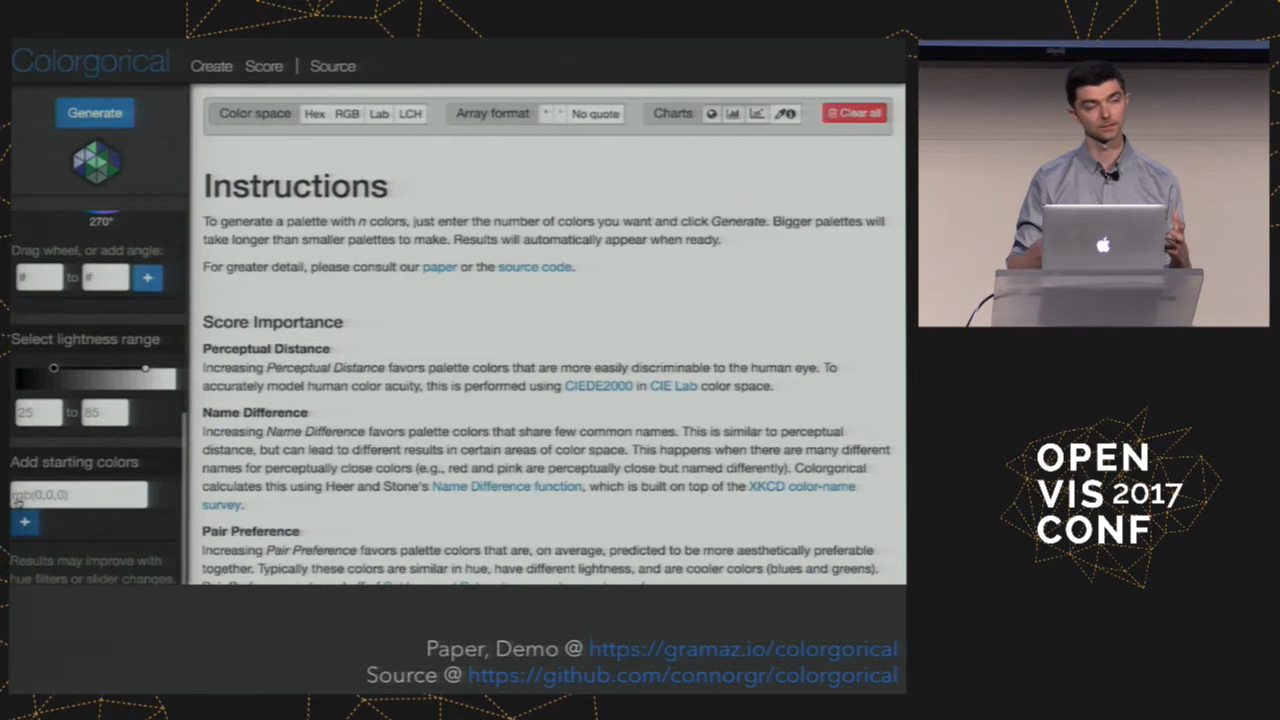 Colorgorical
Create Score | Source
Generate
270°
Drag wheel, or add angle:
# to # +
Select lightness range
25 to 85
Add starting colors
rgb(0,0,0)
+
Results may improve with
hue filters or slider changes.
Color space Hex RGB Lab LCH Array format " ' No quote Charts Clear all
Instructions
To generate a palette with n colors, just enter the number of colors you want and click Generate. Bigger palettes will
take longer than smaller palettes to make. Results will automatically appear when ready.
For greater detail, please consult our paper or the source code.
Score Importance
Perceptual Distance
Increasing Perceptual Distance favors palette colors that are more easily discriminable to the human eye. To
accurately model human color acuity, this is performed using CIEDE2000 in CIE Lab color space.
Name Difference
Increasing Name Difference favors palette colors that share few common names. This is similar to perceptual
distance, but can lead to different results in certain areas of color space. This happens when there are many different
names for perceptually close colors (e.g., red and pink are perceptually close but named differently). Colorgorical
calculates this using Heer and Stone's Name Difference function, which is built on top of the XKCD color-name
survey.
Pair Preference
Increasing Pair Preference favors palette colors that are, on average, predicted to be more aesthetically preferable
together. Typically these colors are similar in hue, have different lightness, and are cooler colors (blues and greens).
Paper, Demo @ https://gramaz.io/colorgorical
Source @ https://github.com/connorgr/colorgorical
OPEN
VIS 2017
CONF